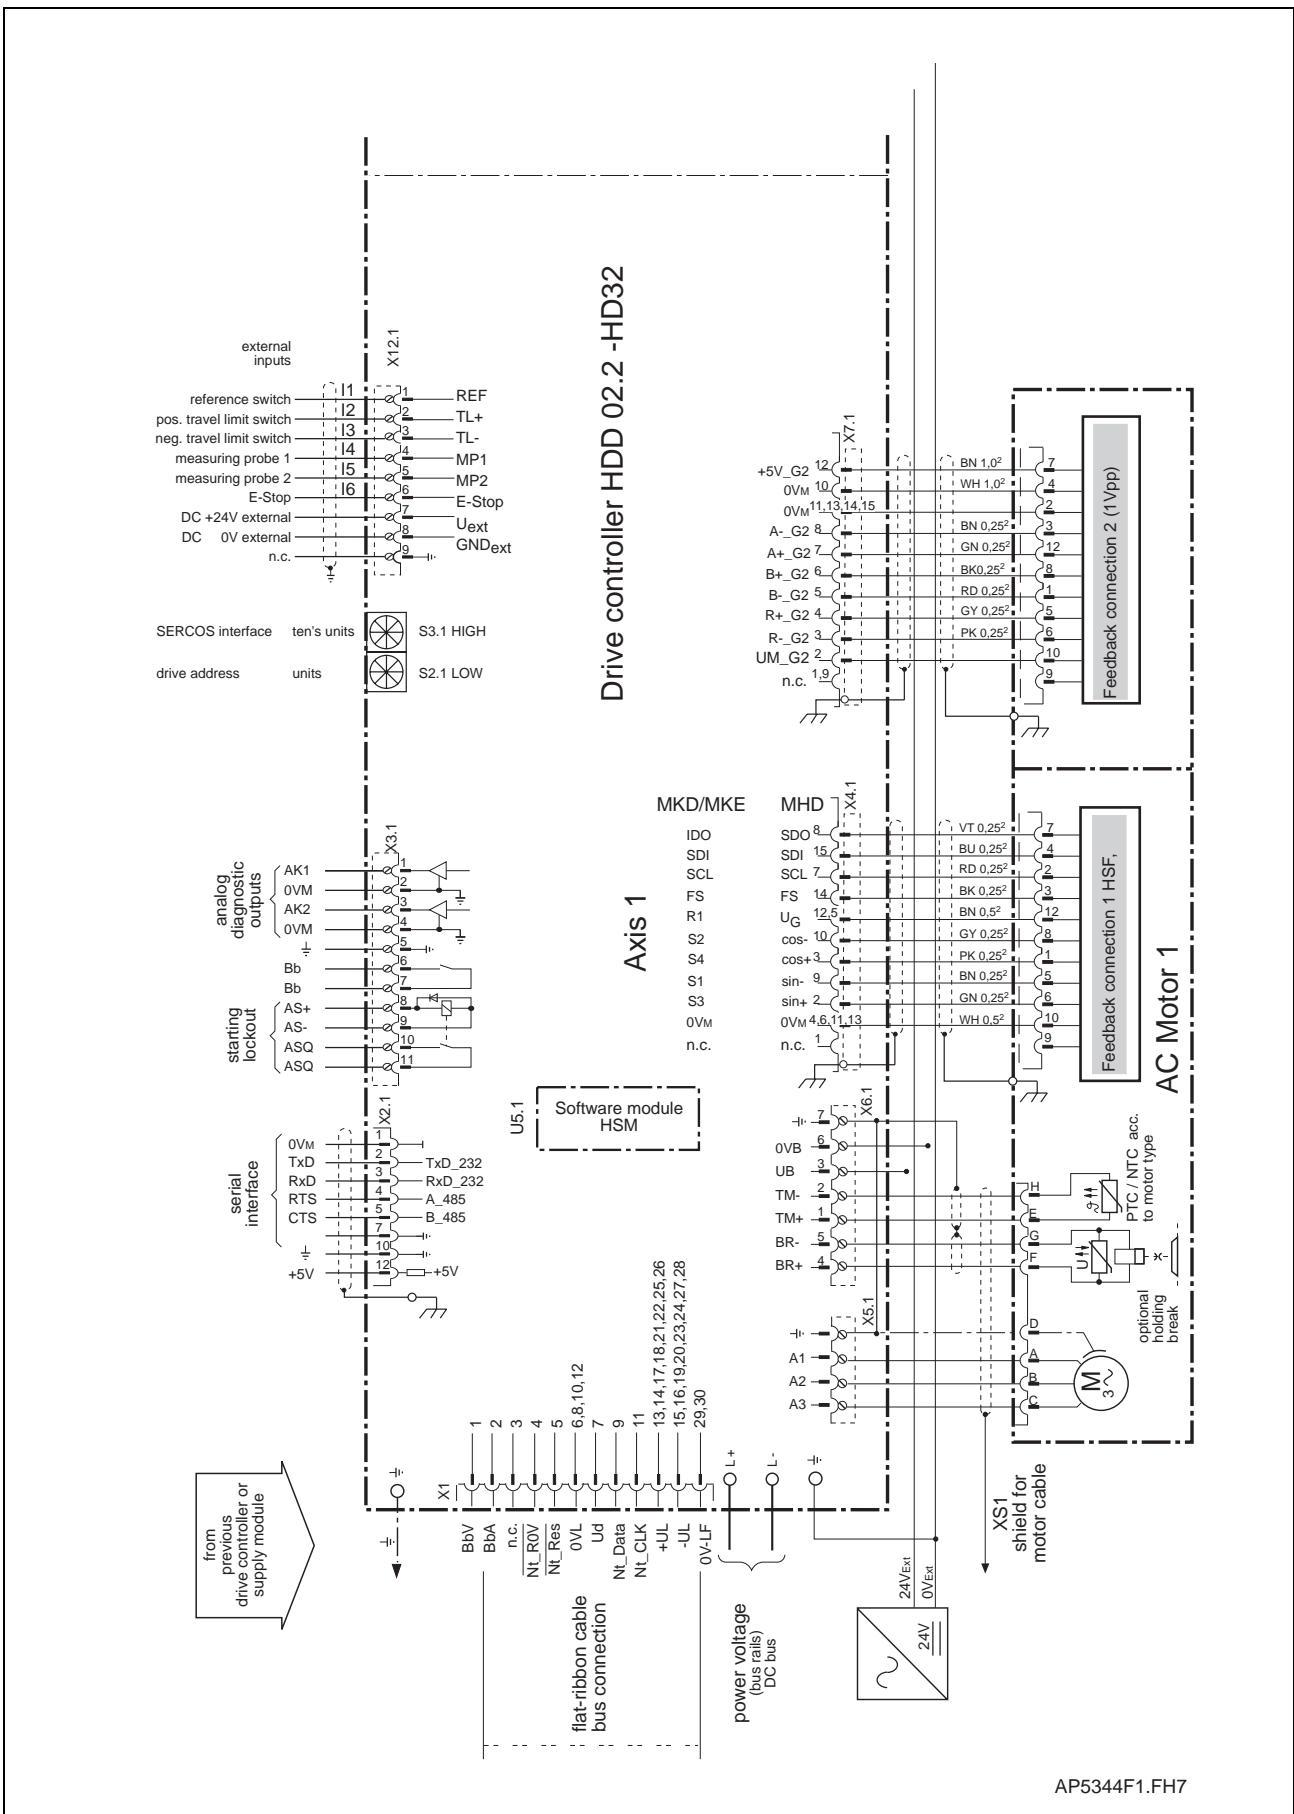 external
inputs
X12.1
reference switch I1 1 REF
pos. travel limit switch I2 2 TL+
neg. travel limit switch I3 3 TL-
measuring probe 1 I4 4 MP1
measuring probe 2 I5 5 MP2
E-Stop I6 6 E-Stop
DC +24V external 7 Uext
DC 0V external 8 GNDext
n.c. 9
SERCOS interface ten's units S3.1 HIGH
drive address units S2.1 LOW
Drive controller HDD 02.2 -HD32
X7.1
+5V_G2 12 BN 1,0² 7
0VM 10 WH 1,0² 4
0VM 11,13,14,15 2
A-_G2 8 BN 0,25² 3
A+_G2 7 GN 0,25² 12
B+_G2 6 BK0,25² 8
B-_G2 5 RD 0,25² 1
R+_G2 4 GY 0,25² 5
R-_G2 3 PK 0,25² 6
UM_G2 2 10
n.c. 1,9 9
Feedback connection 2 (1Vpp)
analog
diagnostic
outputs
X3.1
AK1 1
0VM 2
AK2 3
0VM 4
5
Bb 6
Bb 7
starting
lockout
AS+ 8
AS- 9
ASQ 10
ASQ 11
Axis 1
MKD/MKE MHD X4.1
IDO SDO 8 VT 0,25² 7
SDI SDI 15 BU 0,25² 4
SCL SCL 7 RD 0,25² 2
FS FS 14 BK 0,25² 3
R1 UG 12,5 BN 0,5² 12
S2 cos- 10 GY 0,25² 8
S4 cos+ 3 PK 0,25² 1
S1 sin- 9 BN 0,25² 5
S3 sin+ 2 GN 0,25² 6
0VM 0VM 4,6,11,13 WH 0,5² 10
n.c. n.c. 1 9
Feedback connection 1 HSF,
AC Motor 1
U5.1
Software module
HSM
serial
interface
X2.1
0VM 1
TxD 2 TxD_232
RxD 3 RxD_232
RTS 4 A_485
CTS 5 B_485
7
10
+5V 12 +5V
X6.1
7
0VB 6
UB 3
TM- 2 H
TM+ 1 E
BR- 5 G
BR+ 4 F
PTC / NTC acc.
to motor type
ϑ
U
optional
holding
break
X5.1
D
A1 A
A2 B
A3 C
M
3
from
previous
drive controller or
supply module
X1
BbV 1
BbA 2
n.c. 3
Nt_R0V 4
Nt_Res 5
0VL 6,8,10,12
Ud 7
Nt_Data 9
Nt_CLK 11
+UL 13,14,17,18,21,22,25,26
-UL 15,16,19,20,23,24,27,28
0V-LF 29,30
L+
L-
flat-ribbon cable
bus connection
power voltage
(bus rails)
DC bus
24VExt
0VExt
24V
XS1
shield for
motor cable
AP5344F1.FH7